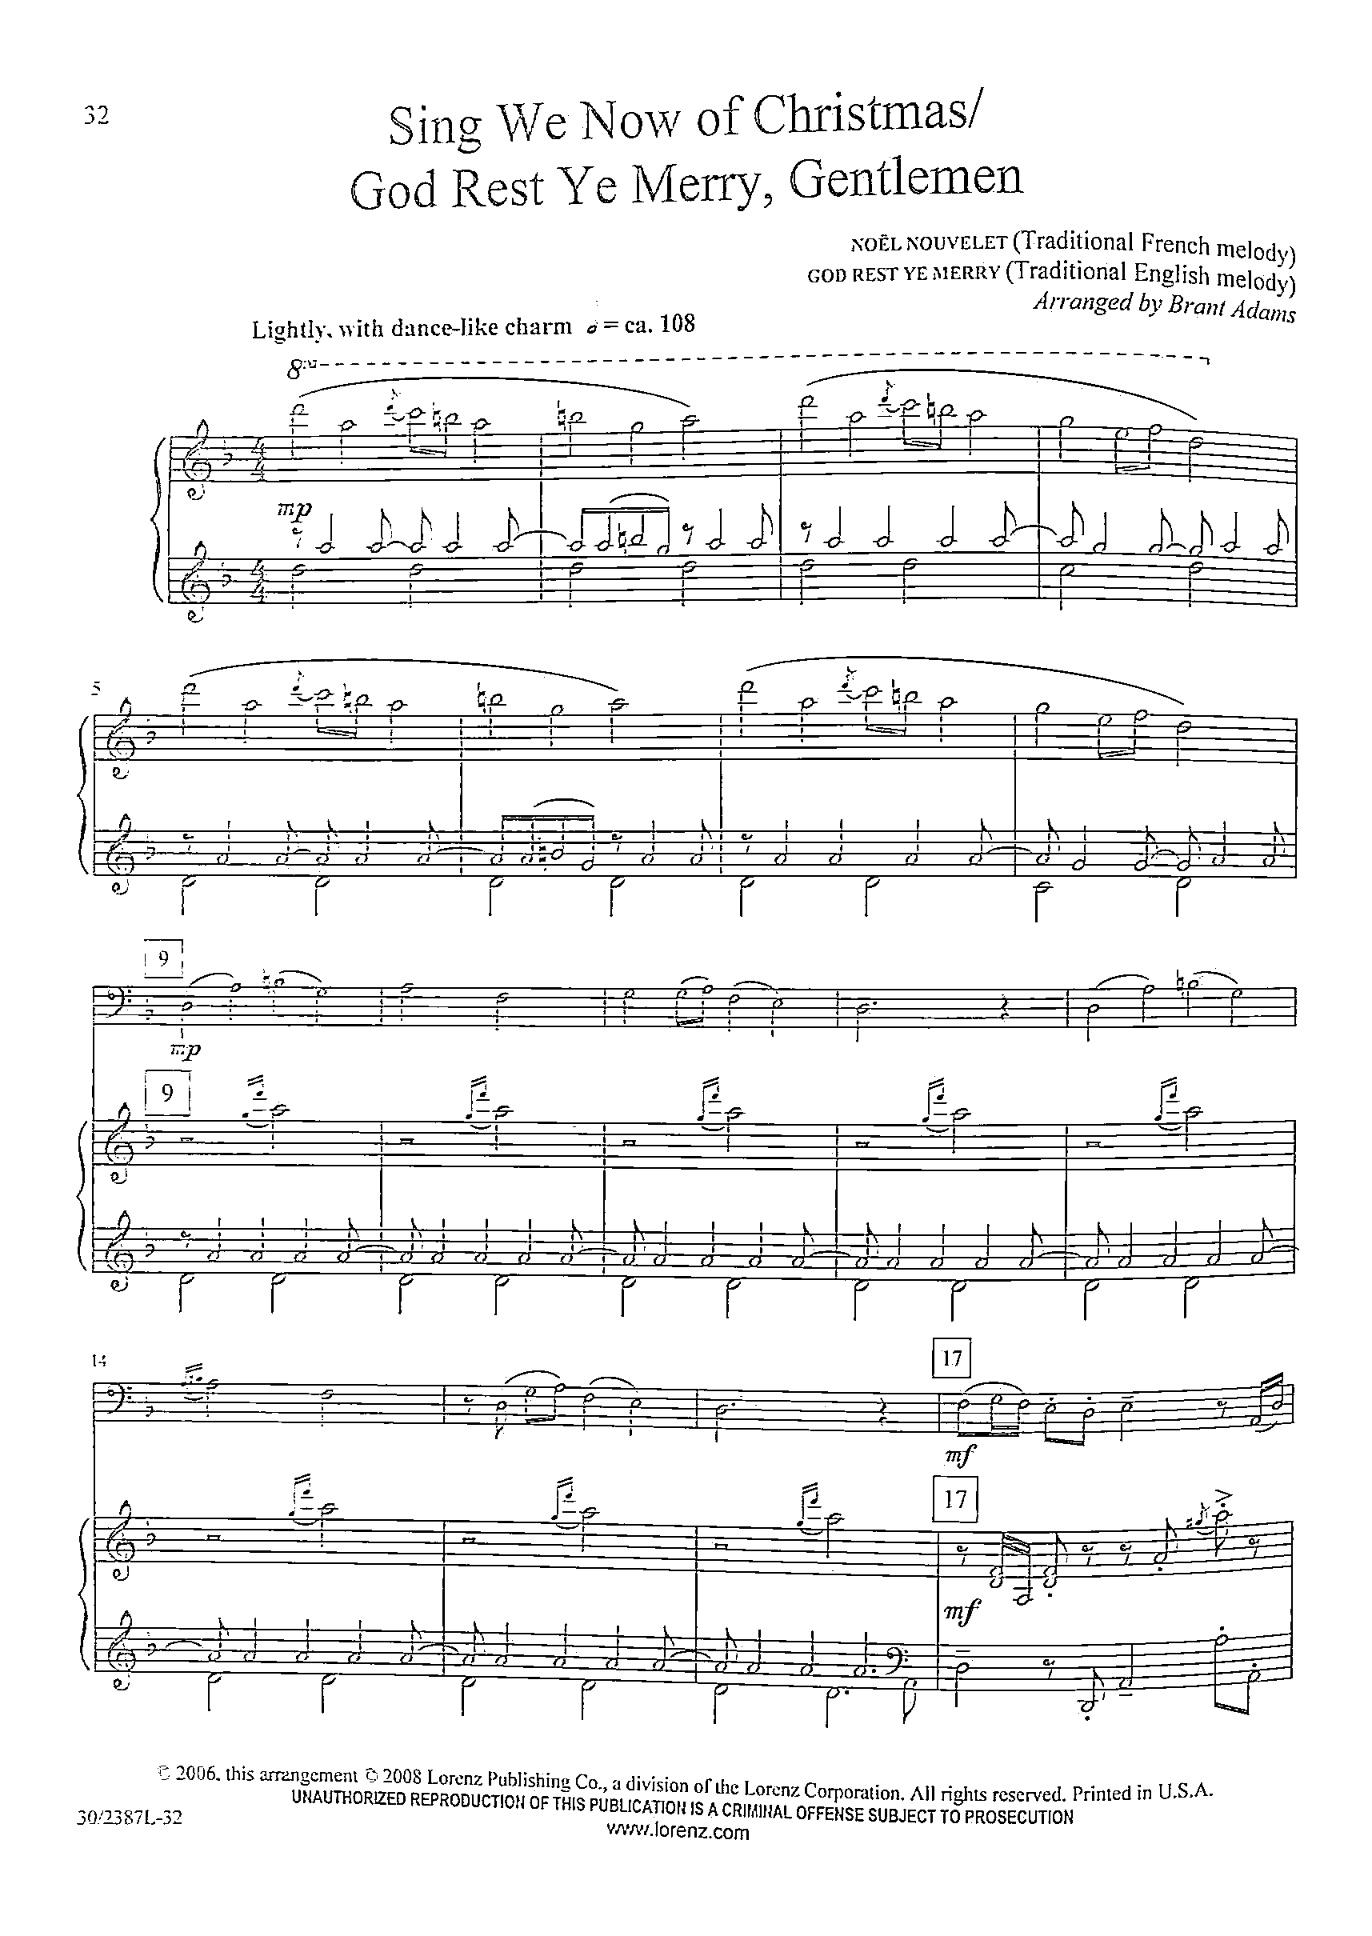 32
Sing We Now of Christmas/
God Rest Ye Merry, Gentlemen
NOËL NOUVELET (Traditional French melody)
GOD REST YE MERRY (Traditional English melody)
Arranged by Brant Adams
Lightly, with dance-like charm 𝅗𝅥 = ca. 108
8va
4
4
mp
4
4
5
9
mp
9
14
17
mf
17
mf
© 2006, this arrangement © 2008 Lorenz Publishing Co., a division of the Lorenz Corporation. All rights reserved. Printed in U.S.A.
UNAUTHORIZED REPRODUCTION OF THIS PUBLICATION IS A CRIMINAL OFFENSE SUBJECT TO PROSECUTION
30/2387L-32
www.lorenz.com